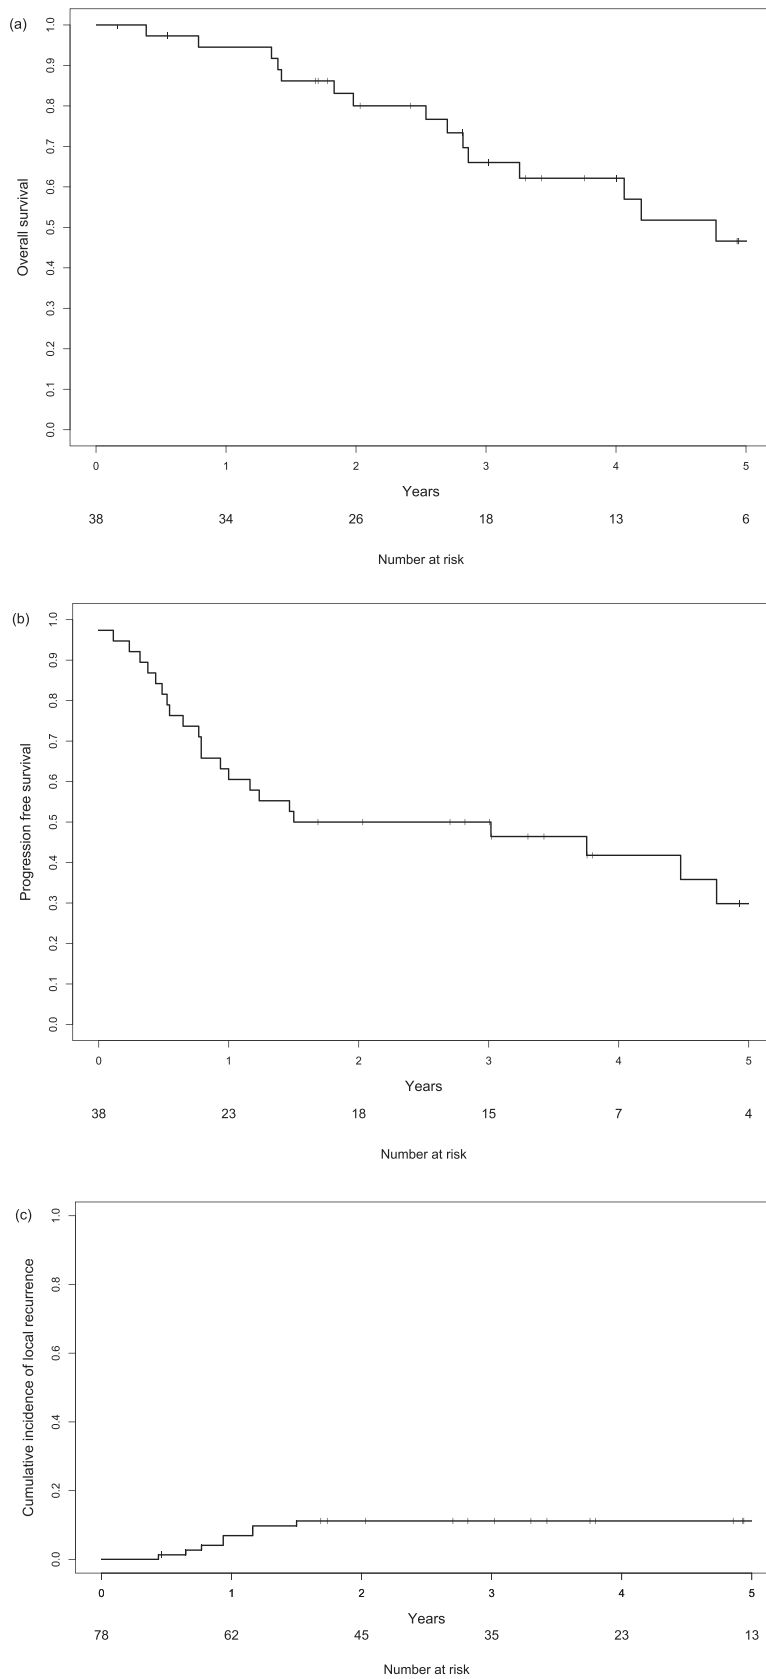 (a)
Overall survival
1.0
0.9
0.8
0.7
0.6
0.5
0.4
0.3
0.2
0.1
0.0
0 1 2 3 4 5
Years
38 34 26 18 13 6
Number at risk
(b)
Progression free survival
1.0
0.9
0.8
0.7
0.6
0.5
0.4
0.3
0.2
0.1
0.0
0 1 2 3 4 5
Years
38 23 18 15 7 4
Number at risk
(c)
Cumulative incidence of local recurrence
1.0
0.8
0.6
0.4
0.2
0.0
0 1 2 3 4 5
Years
78 62 45 35 23 13
Number at risk